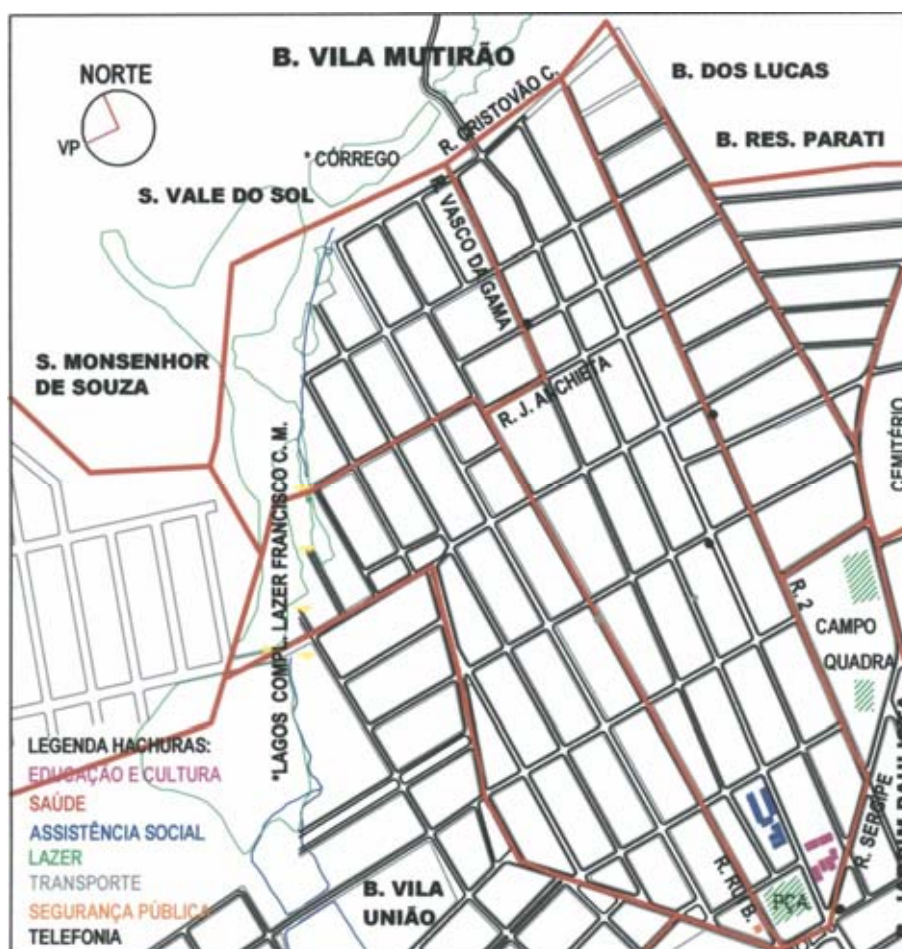 B. VILA MUTIRÃO
NORTE
VP
B. DOS LUCAS
R. CRISTOVÃO C.
B. RES. PARATI
* CÓRREGO
S. VALE DO SOL
R. VASCO DA GAMA
S. MONSENHOR
DE SOUZA
R. J. ANCHIETA
CEMITÉRIO
*LAGOS COMPL. LAZER FRANCISCO C. M.
R. 2
CAMPO
QUADRA
LEGENDA HACHURAS:
EDUCAÇÃO E CULTURA
SAÚDE
ASSISTÊNCIA SOCIAL
LAZER
TRANSPORTE
SEGURANÇA PÚBLICA
TELEFONIA
B. VILA
UNIÃO
R. RUI B.
PÇA
R. SERGIPE